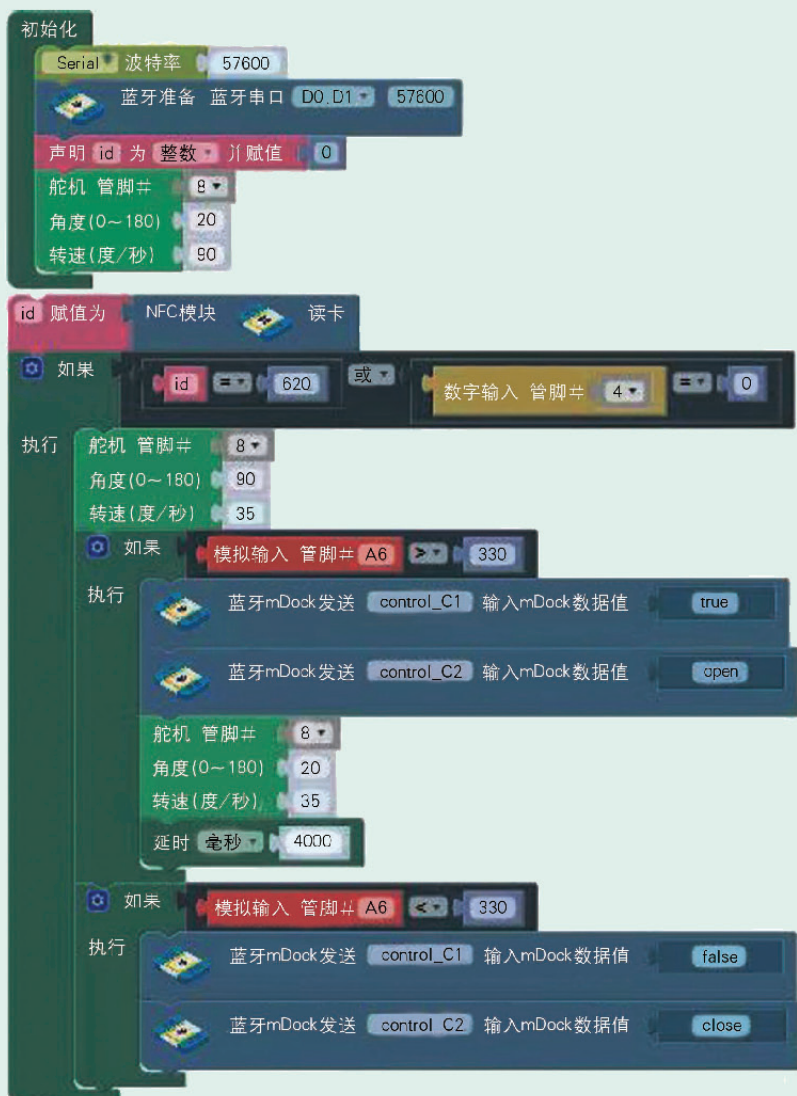 初始化
Serial 波特率 57600
蓝牙准备 蓝牙串口 D0.D1 57600
声明 id 为 整数 并赋值 0
舵机 管脚# 8
角度(0~180) 20
转速(度/秒) 90
id 赋值为 NFC模块 读卡
如果 id = 620 或 数字输入 管脚# 4 = 0
执行 舵机 管脚# 8
角度(0~180) 90
转速(度/秒) 35
如果 模拟输入 管脚# A6 > 330
执行 蓝牙mDock发送 control_C1 输入mDock数据值 true
蓝牙mDock发送 control_C2 输入mDock数据值 open
舵机 管脚# 8
角度(0~180) 20
转速(度/秒) 35
延时 毫秒 4000
如果 模拟输入 管脚# A6 < 330
执行 蓝牙mDock发送 control_C1 输入mDock数据值 false
蓝牙mDock发送 control_C2 输入mDock数据值 close